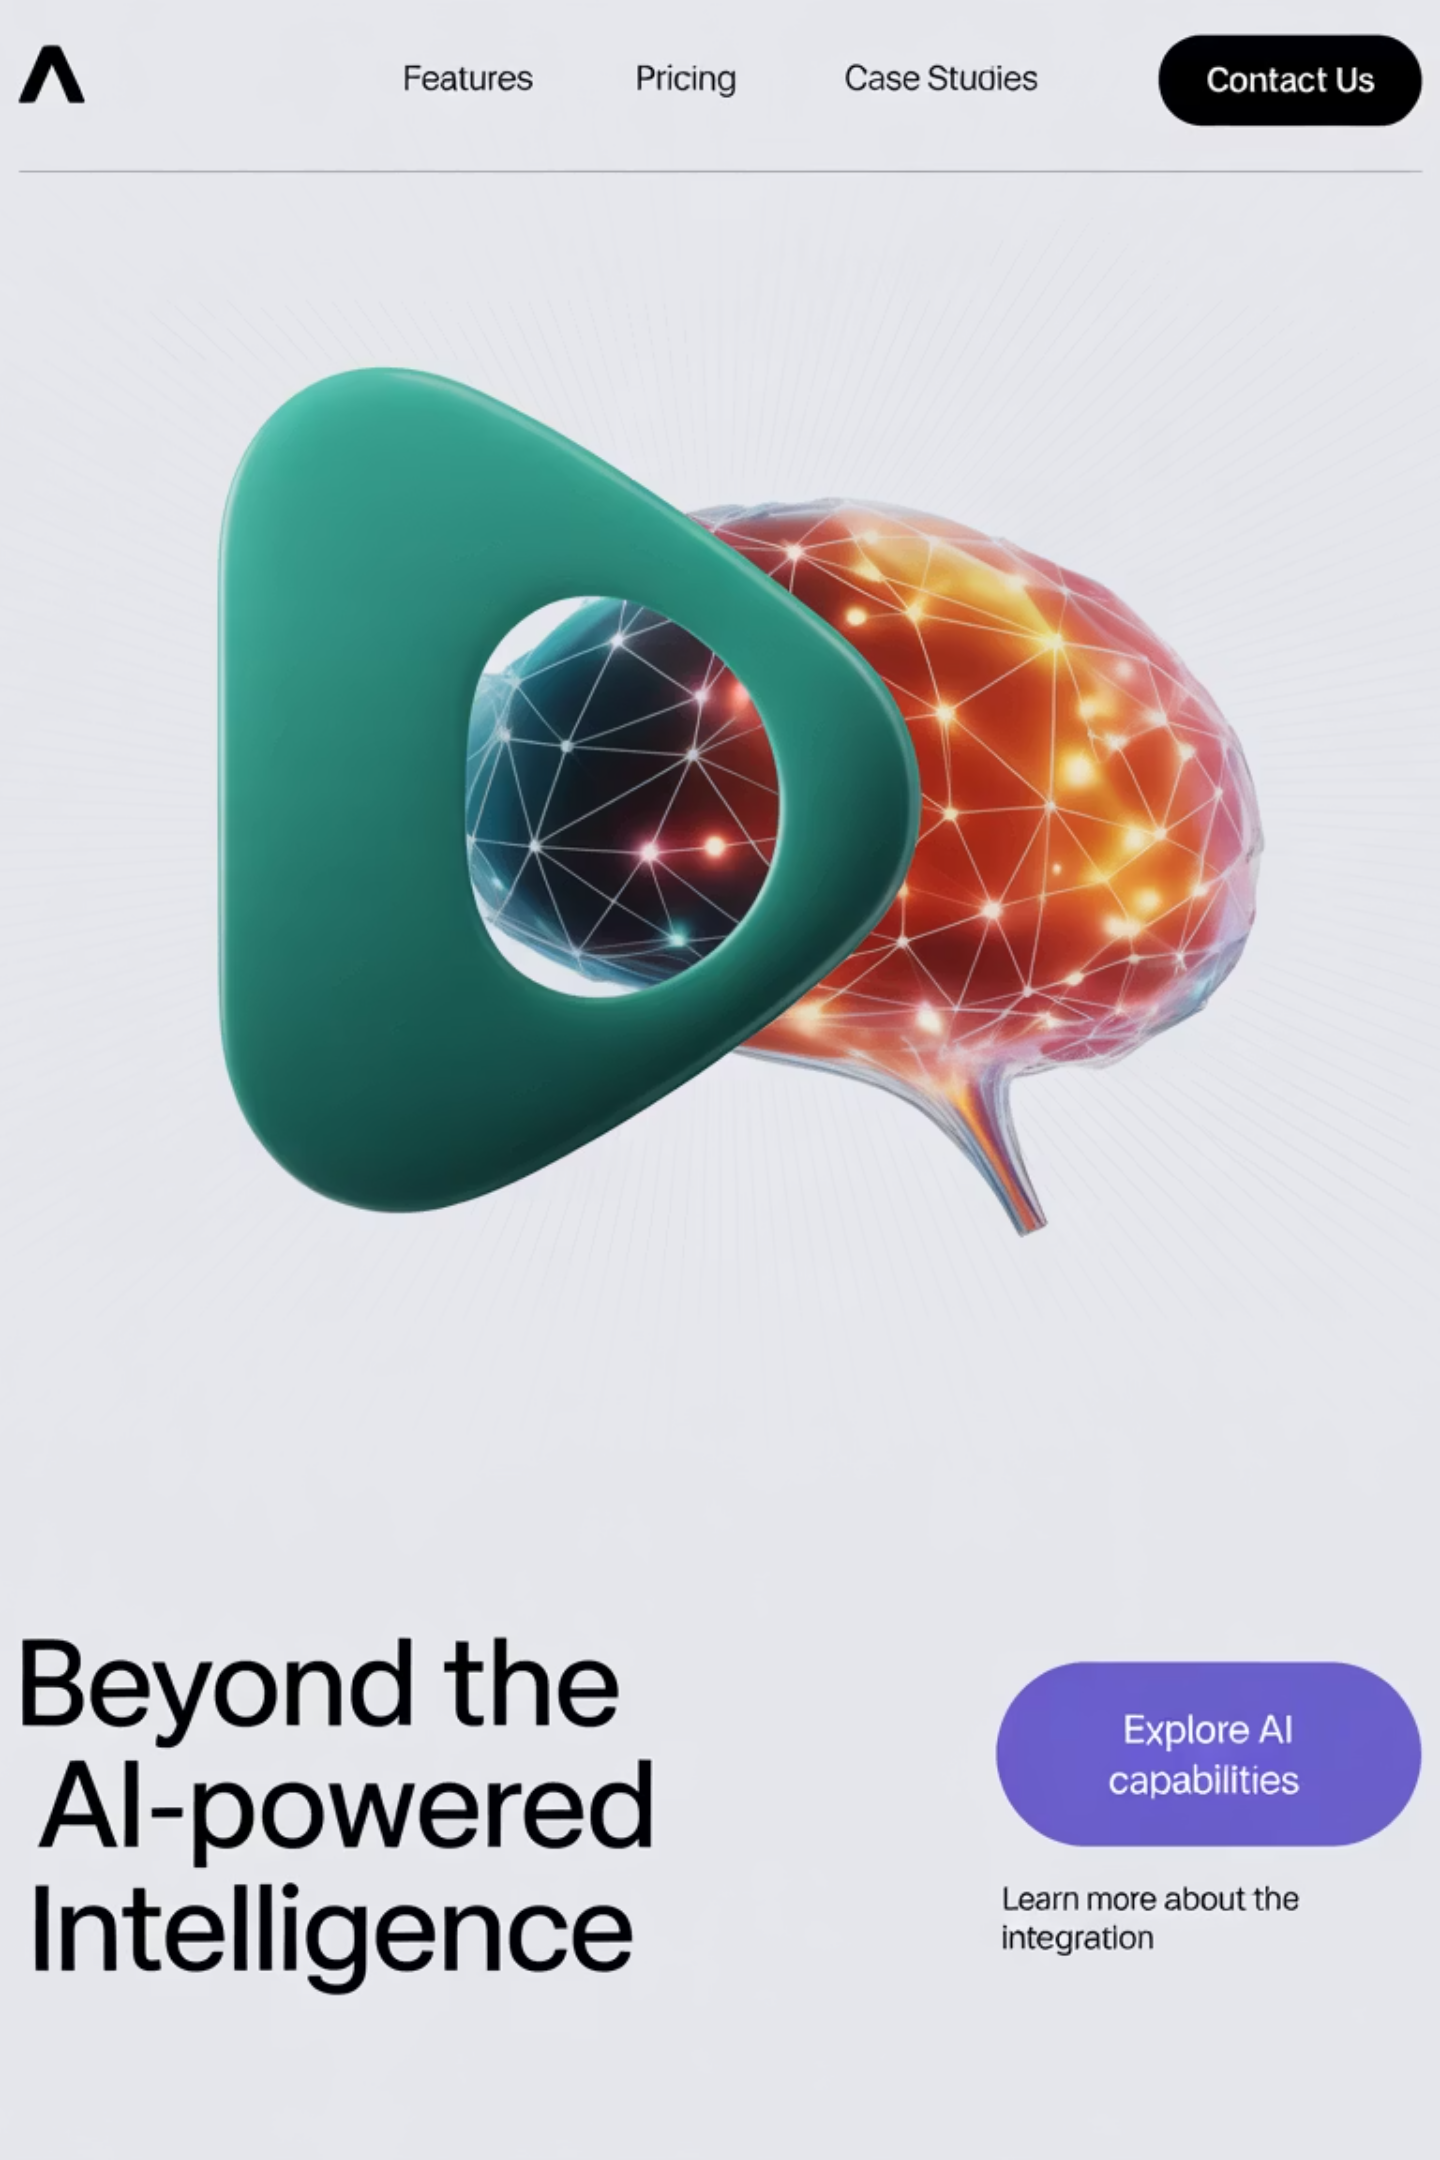 Features
Pricing
Case Studies
Contact Us
Beyond the
AI-powered
Intelligence
Explore AI
capabilities
Learn more about the
integration